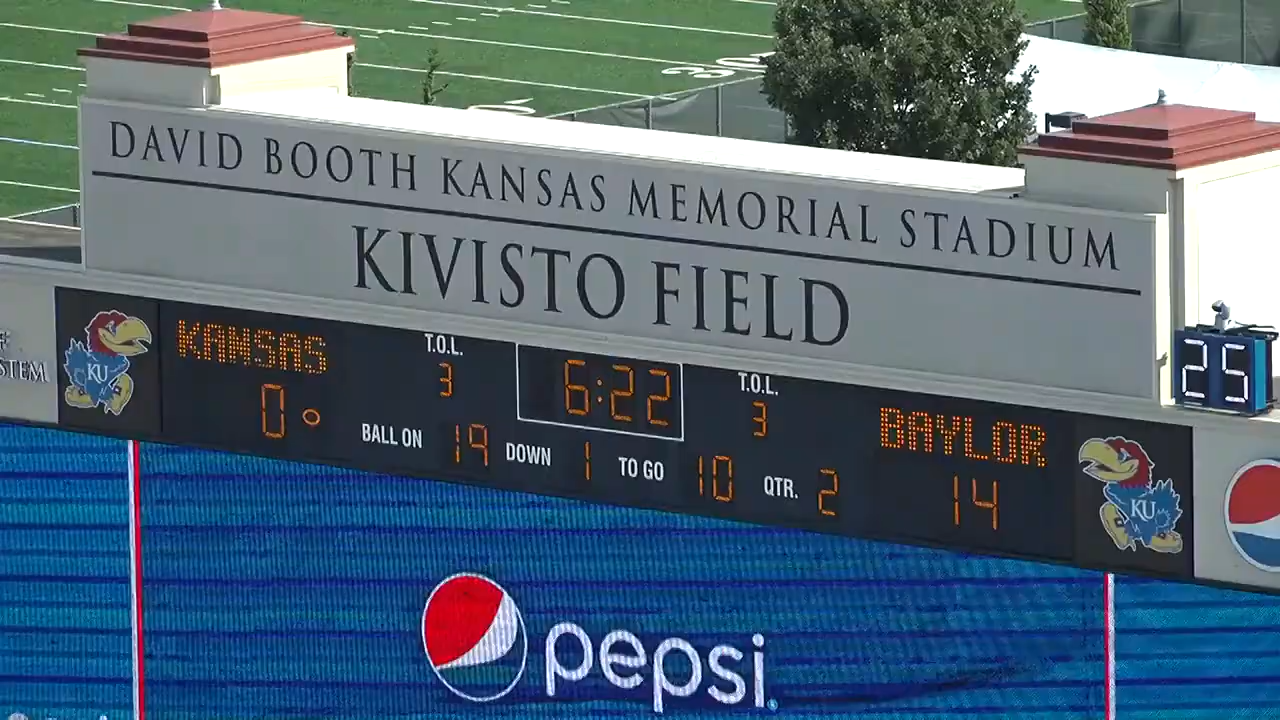 30
DAVID BOOTH KANSAS MEMORIAL STADIUM
KIVISTO FIELD
STEM
KU
KANSAS
T.O.L.
6:22
T.O.L.
BAYLOR
KU
25
0
3
3
14
BALL ON 19 DOWN 1 TO GO 10 QTR. 2
pepsi